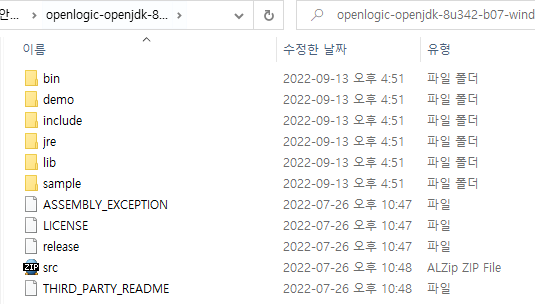 안... > openlogic-openjdk-8... >
openlogic-openjdk-8u342-b07-wind
이름 수정한 날짜 유형
bin 2022-09-13 오후 4:51 파일 폴더
demo 2022-09-13 오후 4:51 파일 폴더
include 2022-09-13 오후 4:51 파일 폴더
jre 2022-09-13 오후 4:51 파일 폴더
lib 2022-09-13 오후 4:51 파일 폴더
sample 2022-09-13 오후 4:51 파일 폴더
ASSEMBLY_EXCEPTION 2022-07-26 오후 10:47 파일
LICENSE 2022-07-26 오후 10:47 파일
release 2022-07-26 오후 10:47 파일
ZIP src 2022-07-26 오후 10:48 ALZip ZIP File
THIRD_PARTY_README 2022-07-26 오후 10:48 파일